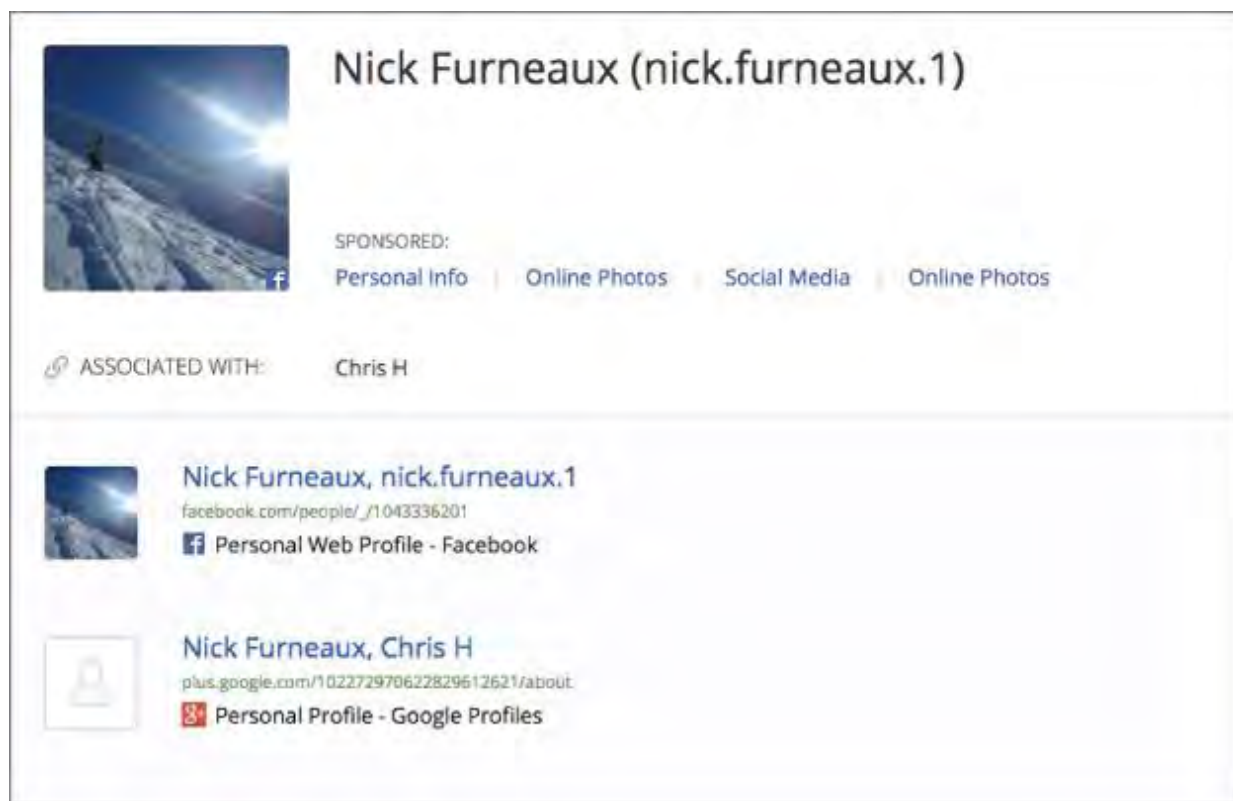 Nick Furneaux (nick.furneaux.1)
SPONSORED:
Personal Info | Online Photos | Social Media | Online Photos
ASSOCIATED WITH: Chris H
Nick Furneaux, nick.furneaux.1
facebook.com/people/_/1043336201
f Personal Web Profile - Facebook
Nick Furneaux, Chris H
plus.google.com/102272970622829612621/about
g+ Personal Profile - Google Profiles